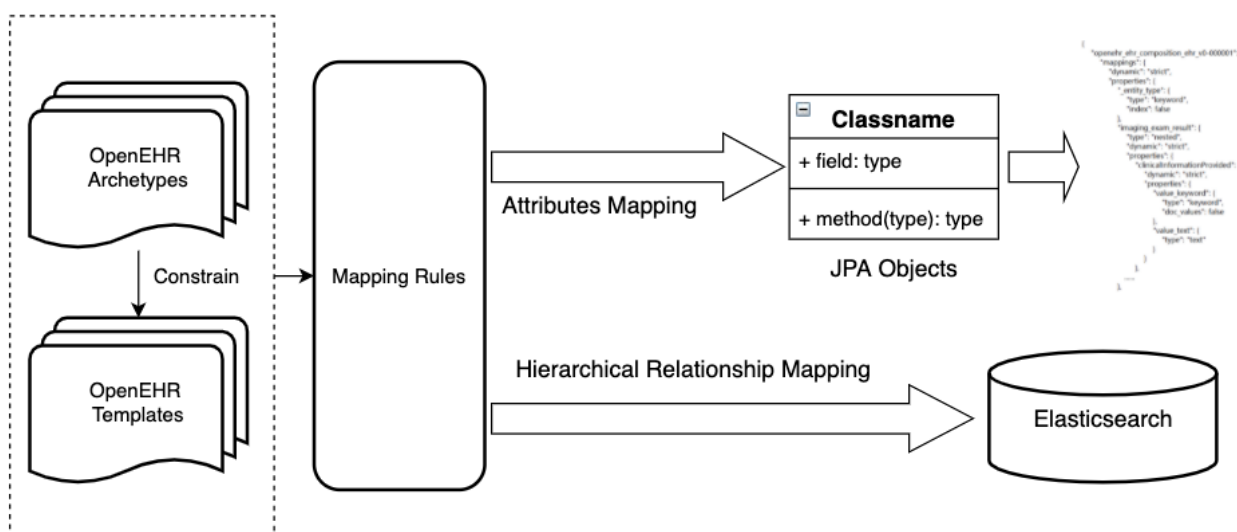 OpenEHR
Archetypes
Constrain
OpenEHR
Templates
Mapping Rules
Attributes Mapping
Classname
+ field: type
+ method(type): type
JPA Objects
{
"openehr_ehr_composition_ehr_v0-000001":
"mappings": {
"dynamic": "strict",
"properties": {
"_entity_type": {
"type": "keyword",
"index": false
},
"imaging_exam_result": {
"type": "nested",
"dynamic": "strict",
"properties": {
"clinicalInformationProvided":
"dynamic": "strict",
"properties": {
"value_keyword": {
"type": "keyword",
"doc_values": false
},
"value_text": {
"type": "text"
}
}
},
....
},
Hierarchical Relationship Mapping
Elasticsearch